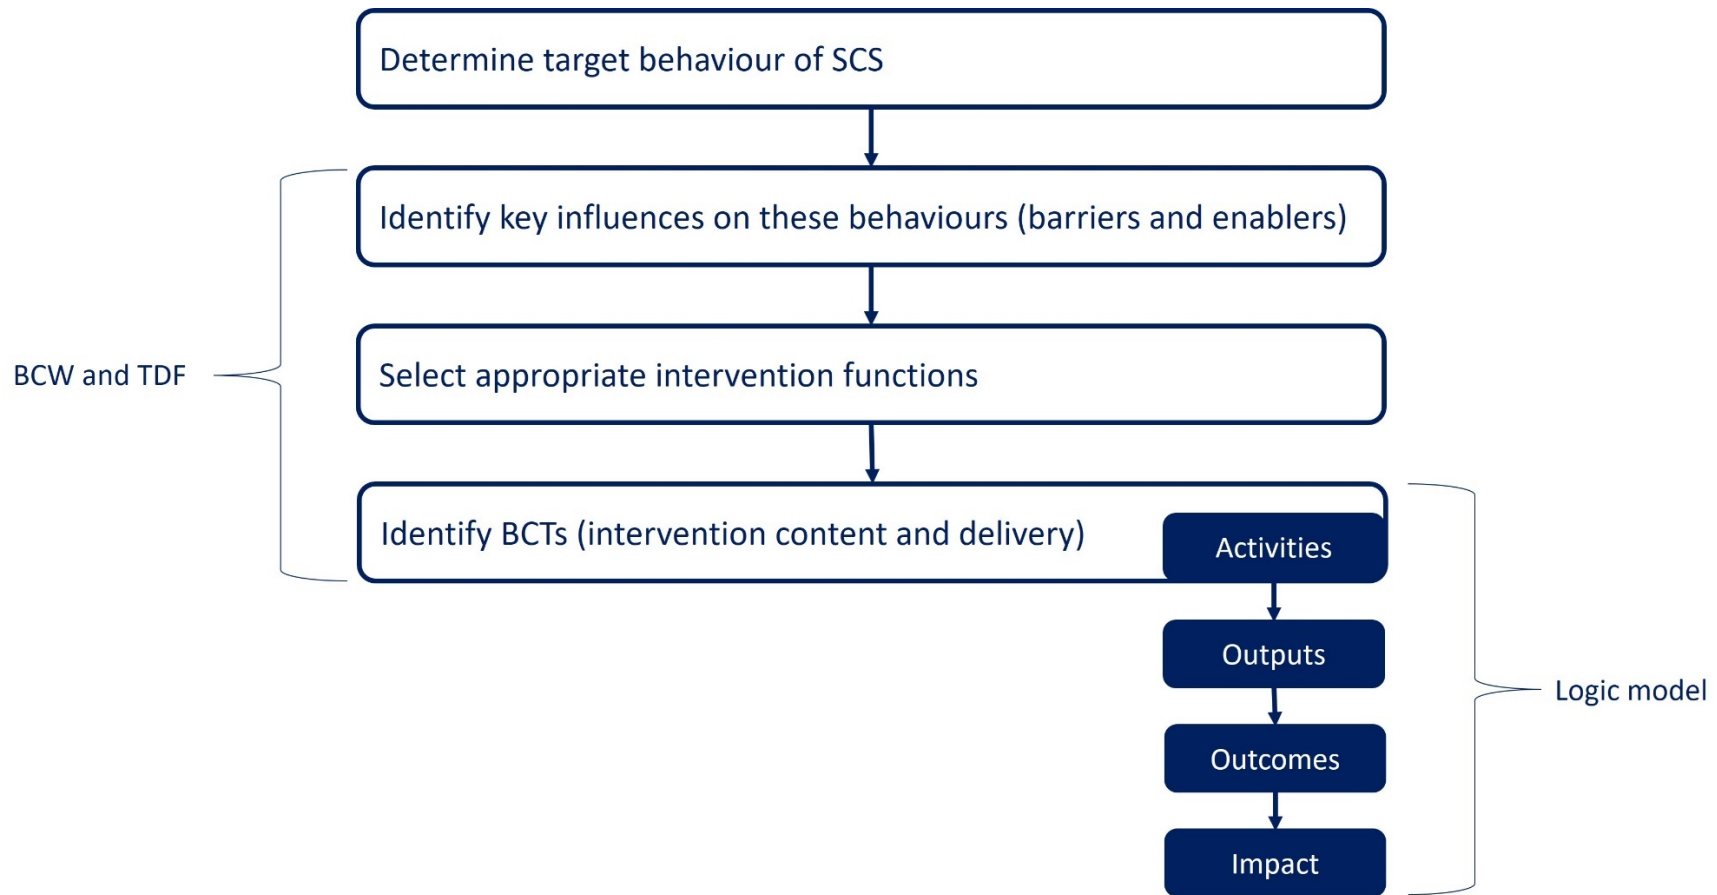 Determine target behaviour of SCS
Identify key influences on these behaviours (barriers and enablers)
BCW and TDF
Select appropriate intervention functions
Identify BCTs (intervention content and delivery)
Activities
Outputs
Logic model
Outcomes
Impact